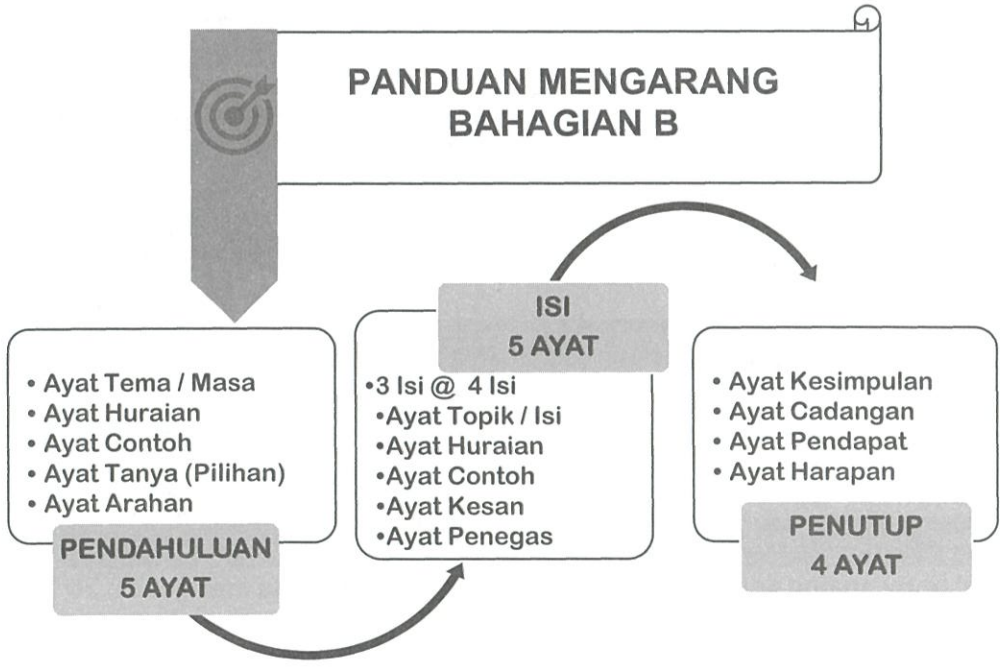 PANDUAN MENGARANG
BAHAGIAN B
• Ayat Tema / Masa
• Ayat Huraian
• Ayat Contoh
• Ayat Tanya (Pilihan)
• Ayat Arahan
PENDAHULUAN
5 AYAT
ISI
5 AYAT
•3 Isi @ 4 Isi
•Ayat Topik / Isi
•Ayat Huraian
•Ayat Contoh
•Ayat Kesan
•Ayat Penegas
• Ayat Kesimpulan
• Ayat Cadangan
• Ayat Pendapat
• Ayat Harapan
PENUTUP
4 AYAT